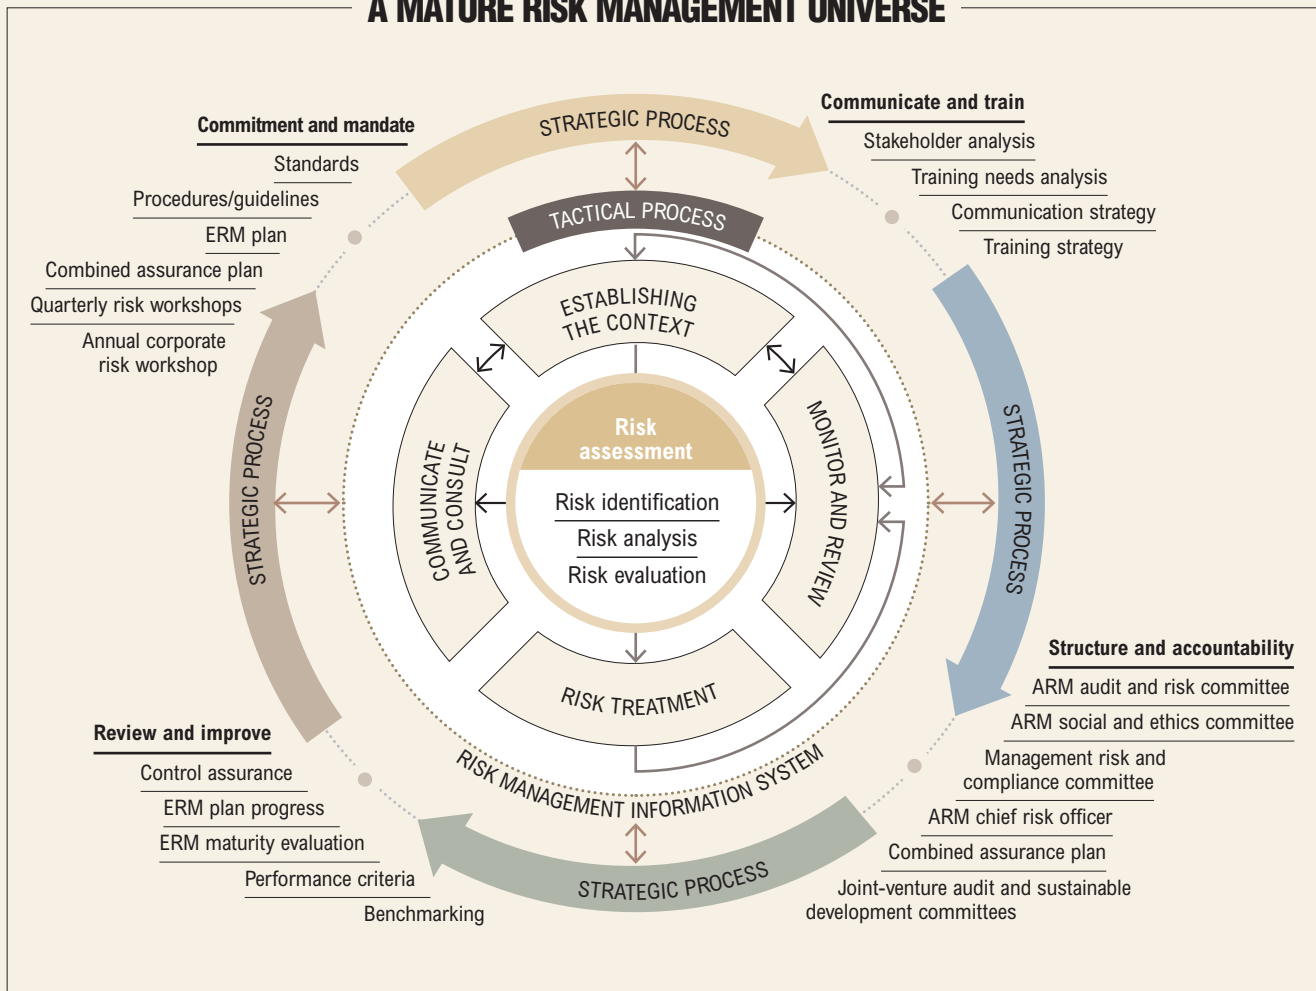 A MATURE RISK MANAGEMENT UNIVERSE
Commitment and mandate
Standards
Procedures/guidelines
ERM plan
Combined assurance plan
Quarterly risk workshops
Annual corporate
risk workshop
STRATEGIC PROCESS
Communicate and train
Stakeholder analysis
Training needs analysis
Communication strategy
Training strategy
TACTICAL PROCESS
ESTABLISHING
THE CONTEXT
STRATEGIC PROCESS
COMMUNICATE
AND CONSULT
Risk
assessment
Risk identification
Risk analysis
Risk evaluation
MONITOR AND REVIEW
STRATEGIC PROCESS
RISK TREATMENT
RISK MANAGEMENT INFORMATION SYSTEM
STRATEGIC PROCESS
Review and improve
Control assurance
ERM plan progress
ERM maturity evaluation
Performance criteria
Benchmarking
Structure and accountability
ARM audit and risk committee
ARM social and ethics committee
Management risk and
compliance committee
ARM chief risk officer
Combined assurance plan
Joint-venture audit and sustainable
development committees